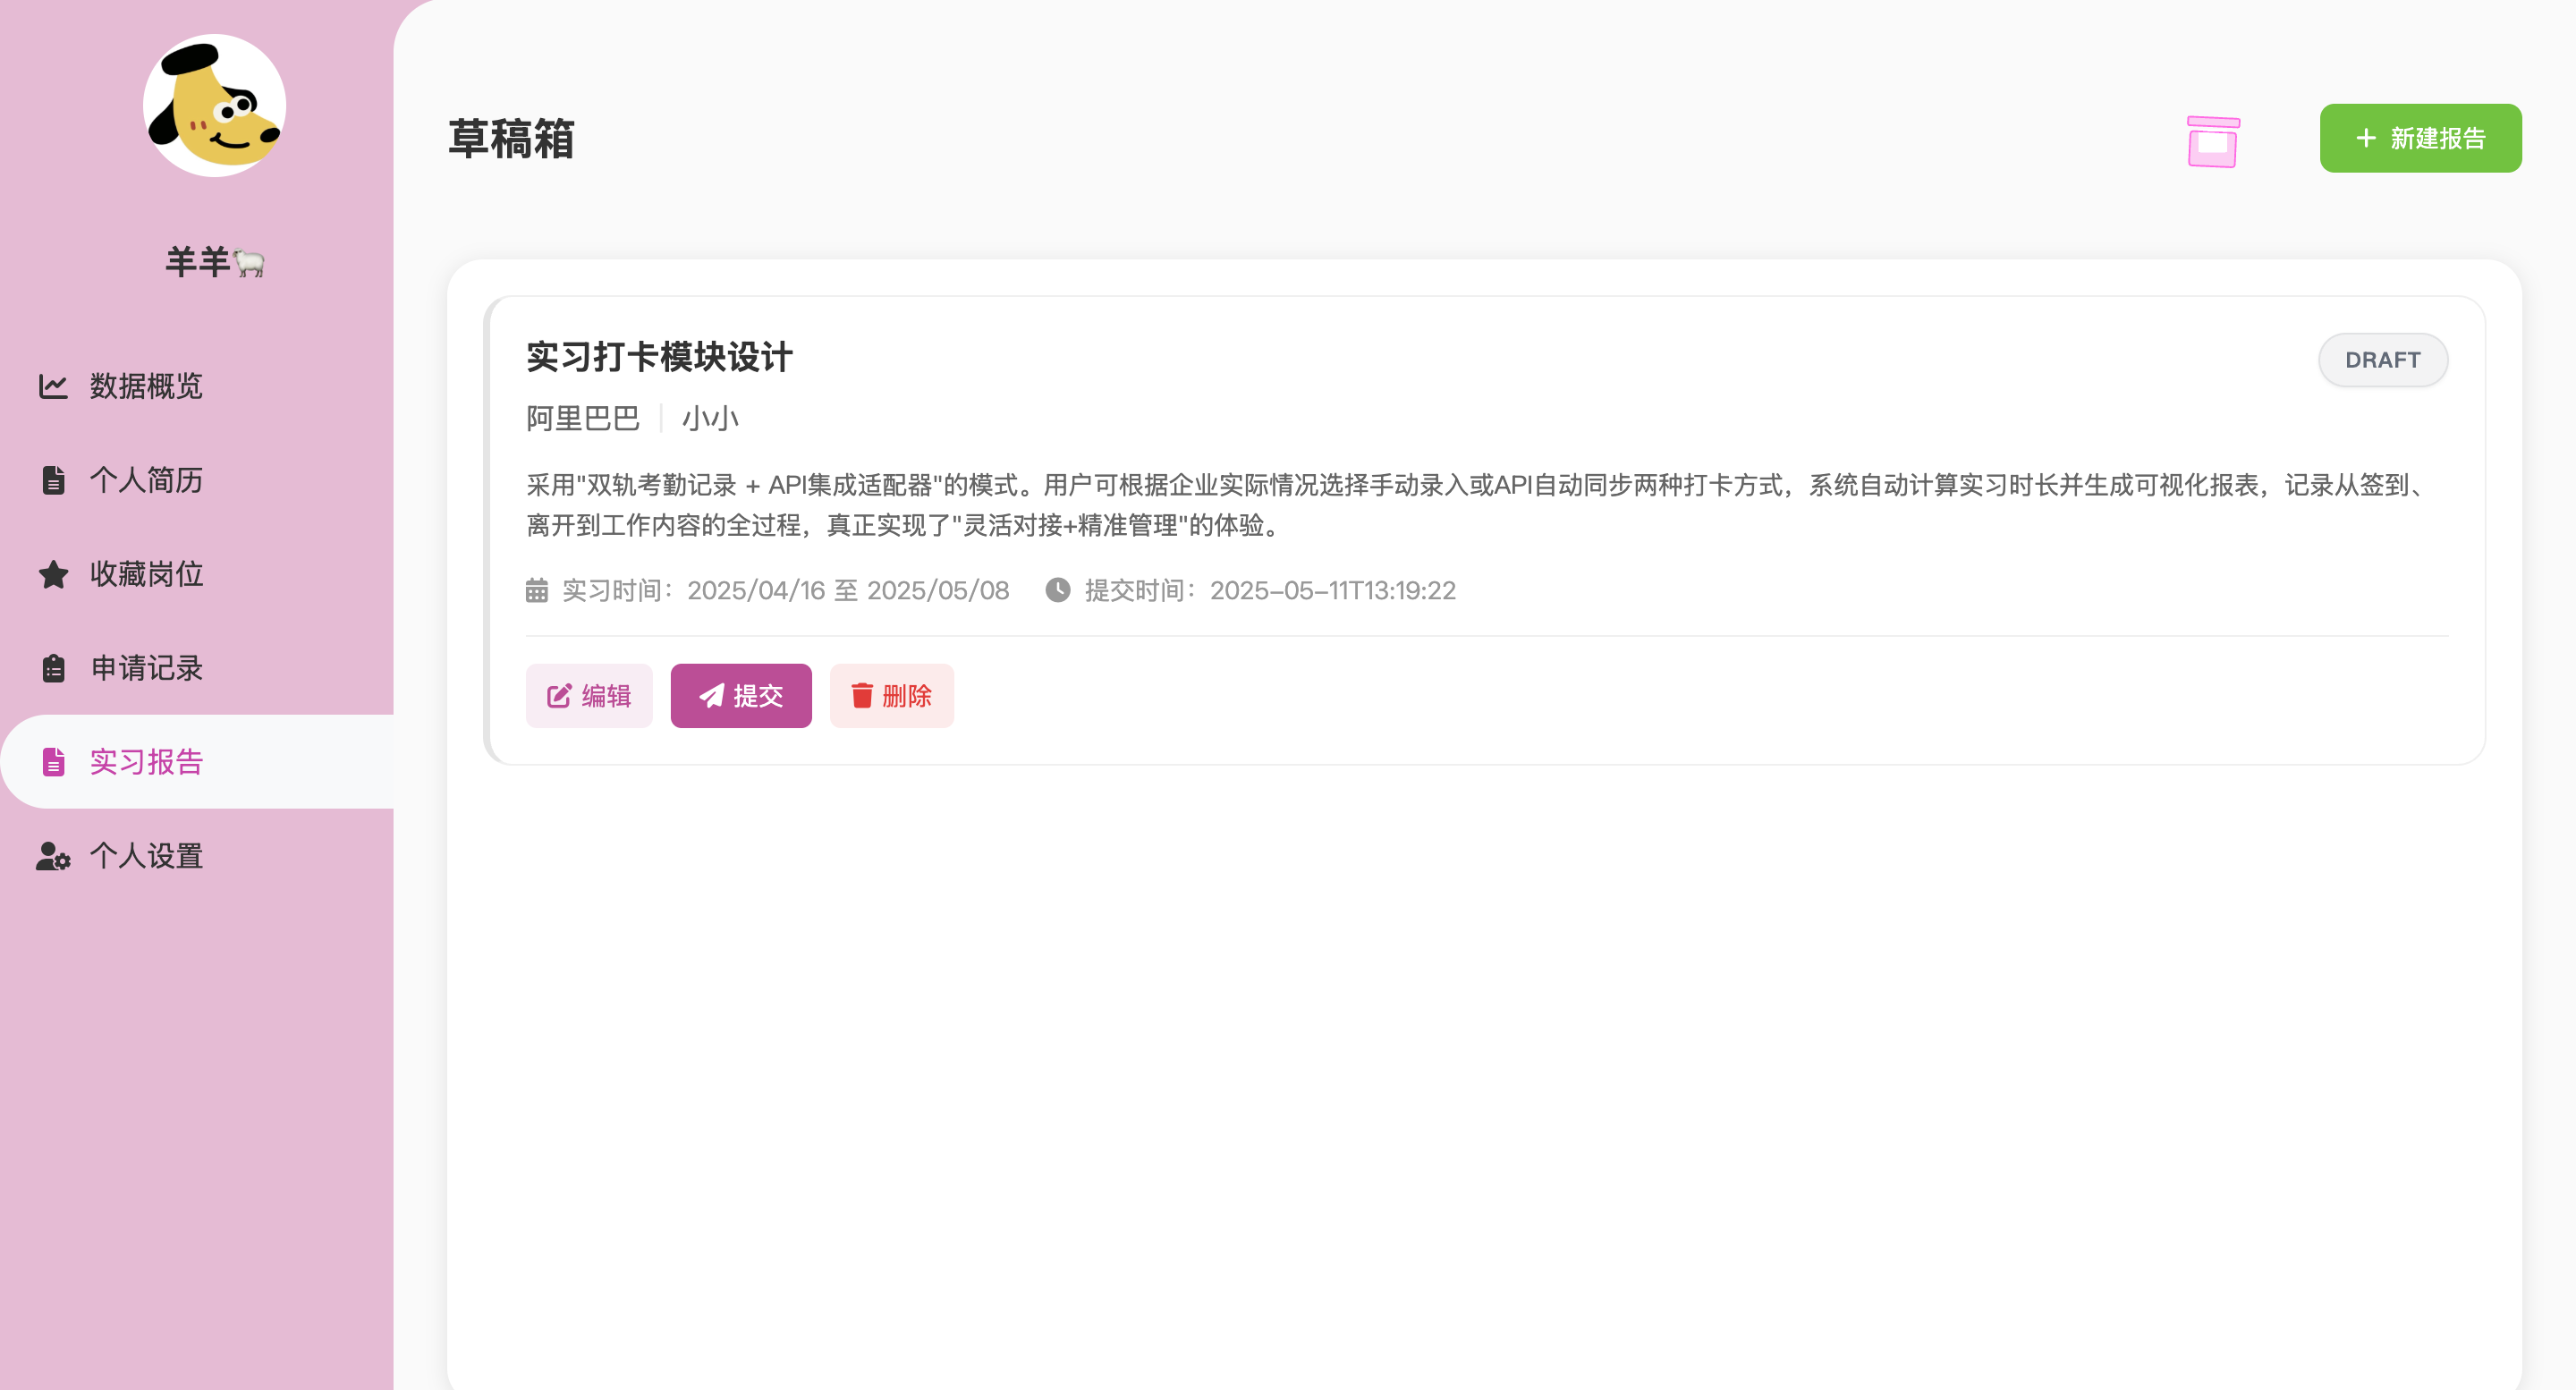 羊羊🐑
数据概览
个人简历
收藏岗位
申请记录
实习报告
个人设置
草稿箱
+ 新建报告
实习打卡模块设计
DRAFT
阿里巴巴 | 小小
采用"双轨考勤记录 + API集成适配器"的模式。用户可根据企业实际情况选择手动录入或API自动同步两种打卡方式，系统自动计算实习时长并生成可视化报表，记录从签到、
离开到工作内容的全过程，真正实现了"灵活对接+精准管理"的体验。
实习时间：2025/04/16 至 2025/05/08 提交时间：2025-05-11T13:19:22
编辑 提交 删除